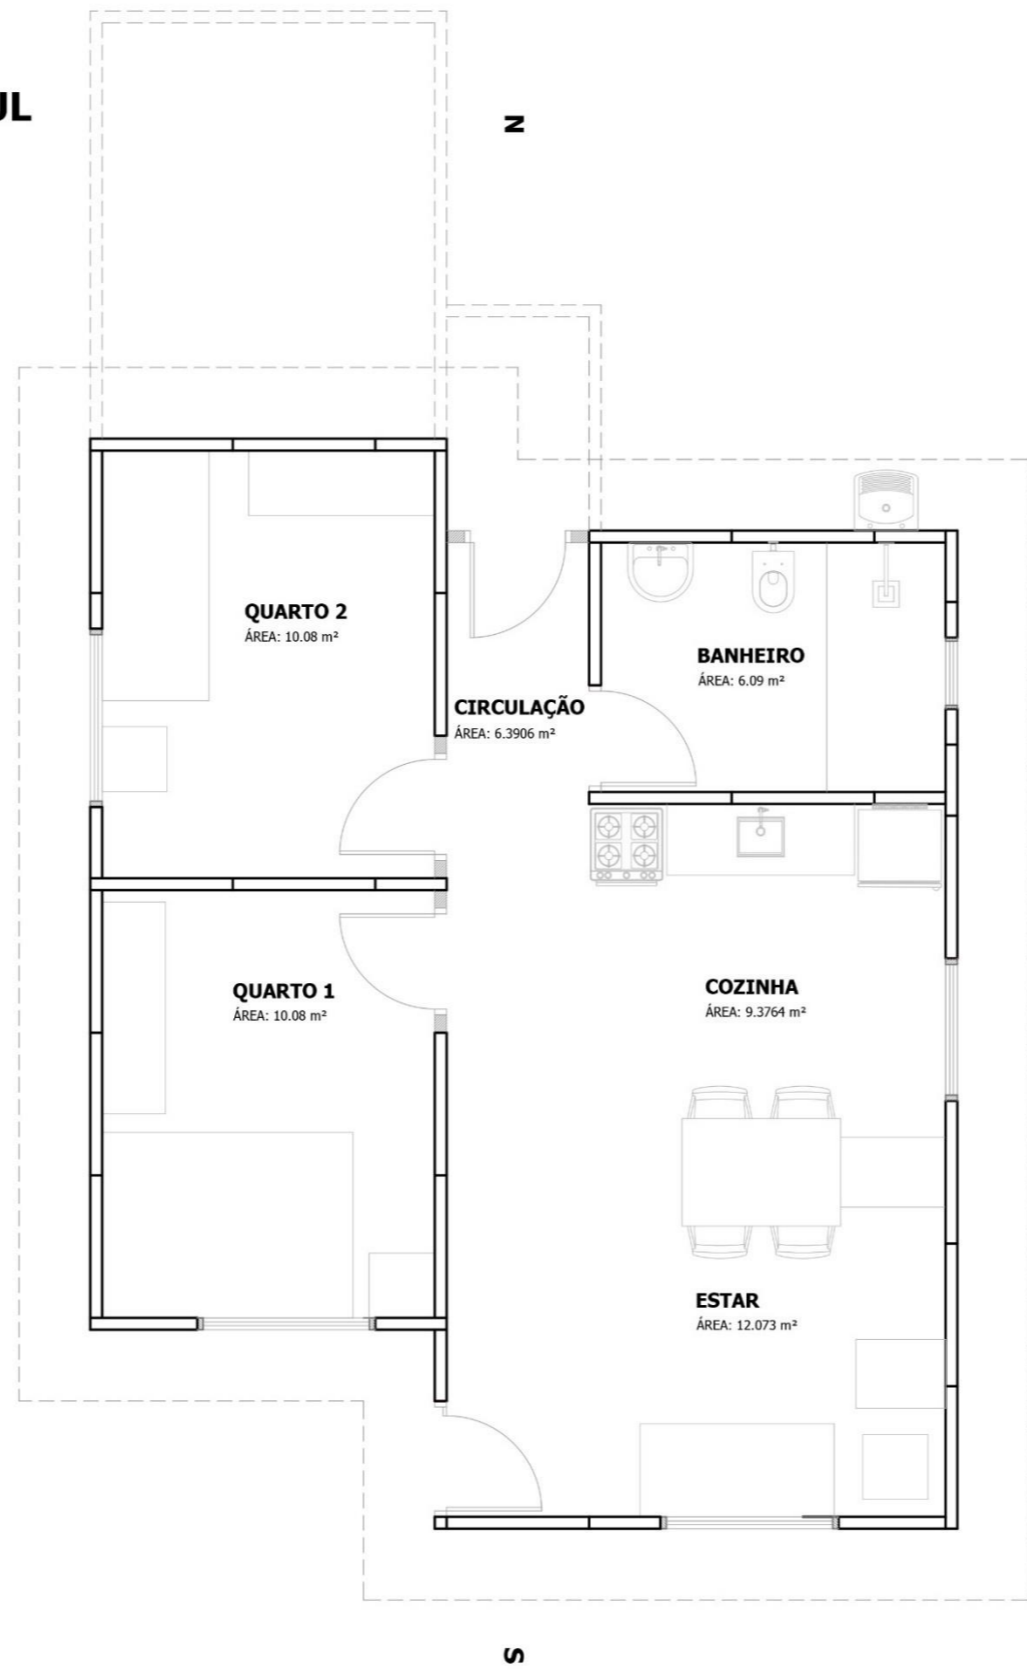 UL
N
QUARTO 2
ÁREA: 10.08 m²
BANHEIRO
ÁREA: 6.09 m²
CIRCULAÇÃO
ÁREA: 6.3906 m²
QUARTO 1
ÁREA: 10.08 m²
COZINHA
ÁREA: 9.3764 m²
ESTAR
ÁREA: 12.073 m²
S